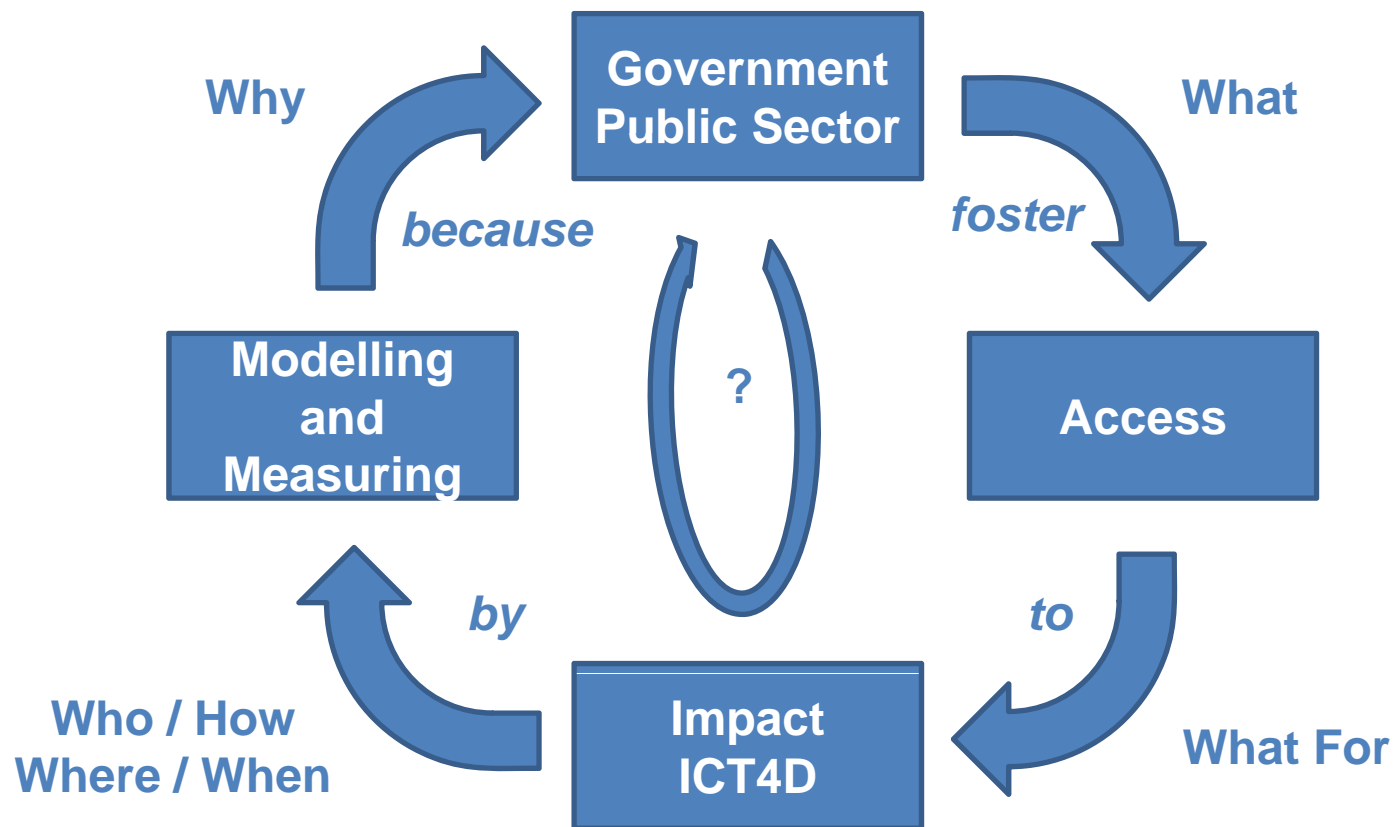 Government
Public Sector
Why
What
because
foster
Modelling
and
Measuring
?
Access
by
to
Impact
ICT4D
Who / How
Where / When
What For